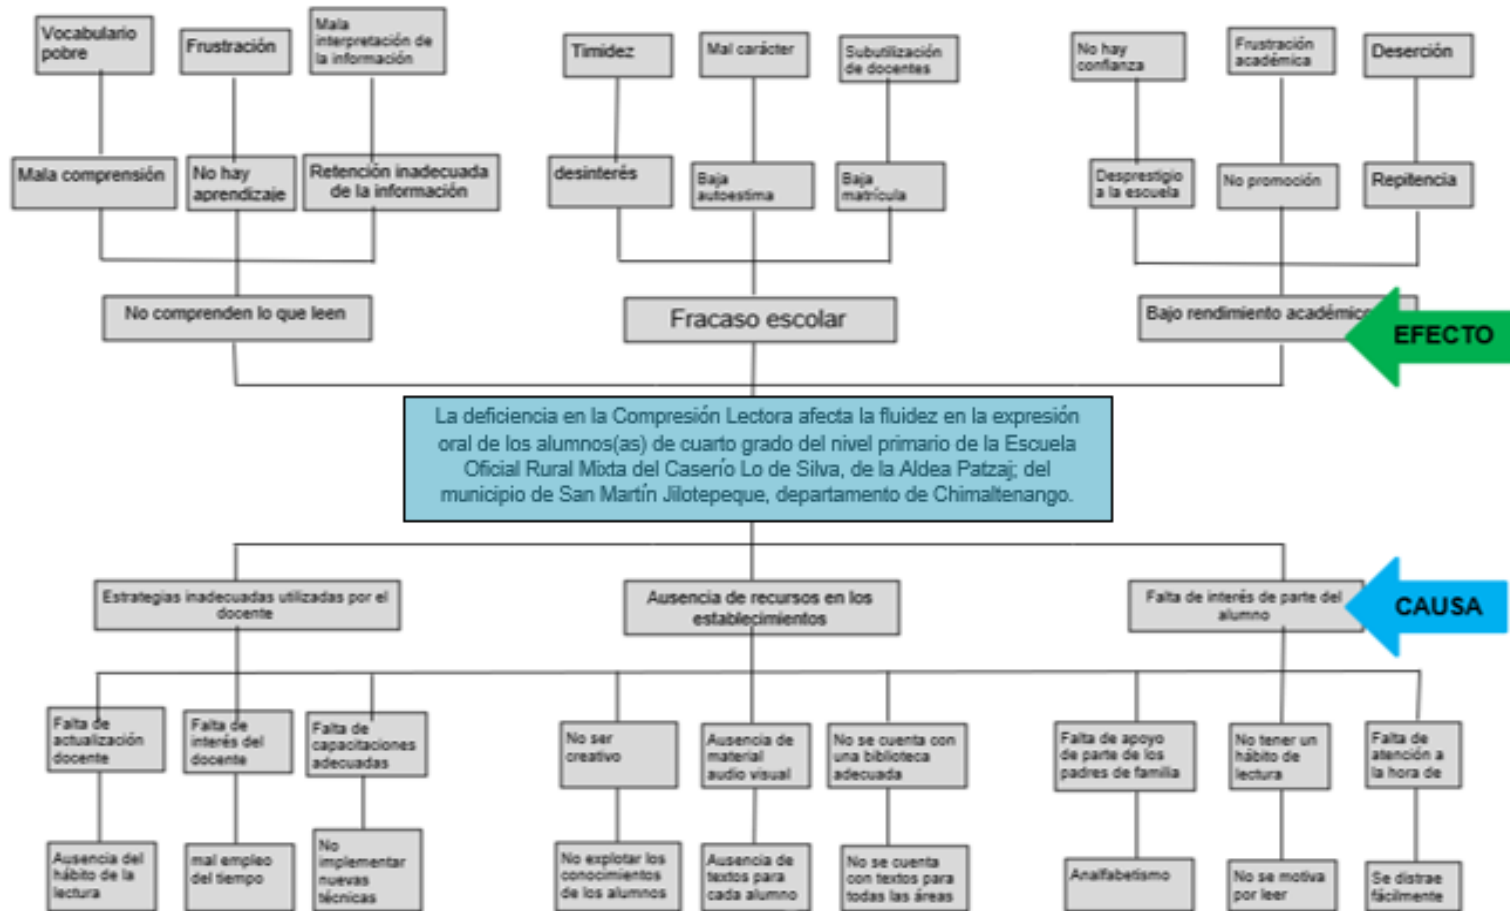 Vocabulario
pobre
Frustración
Mala
interpretación de
la información
Timidez
Mal carácter
Subutilización
de docentes
No hay
confianza
Frustración
académica
Deserción
Mala comprensión
No hay
aprendizaje
Retención inadecuada
de la información
desinterés
Baja
autoestima
Baja
matrícula
Desprestigio
a la escuela
No promoción
Repitencia
No comprenden lo que leen
Fracaso escolar
Bajo rendimiento académico
EFECTO
La deficiencia en la Compresión Lectora afecta la fluidez en la expresión
oral de los alumnos(as) de cuarto grado del nivel primario de la Escuela
Oficial Rural Mixta del Caserío Lo de Silva, de la Aldea Patzaj; del
municipio de San Martín Jilotepeque, departamento de Chimaltenango.
Estrategias inadecuadas utilizadas por el
docente
Ausencia de recursos en los
establecimientos
Falta de interés de parte del
alumno
CAUSA
Falta de
actualización
docente
Falta de
interés del
docente
Falta de
capacitaciones
adecuadas
No ser
creativo
Ausencia de
material
audio visual
No se cuenta con
una biblioteca
adecuada
Falta de apoyo
de parte de los
padres de familia
No tener un
hábito de
lectura
Falta de
atención a
la hora de
Ausencia del
hábito de la
lectura
mal empleo
del tiempo
No
implementar
nuevas
técnicas
No explotar los
conocimientos
de los alumnos
Ausencia de
textos para
cada alumno
No se cuenta
con textos para
todas las áreas
Analfabetismo
No se motiva
por leer
Se distrae
fácilmente